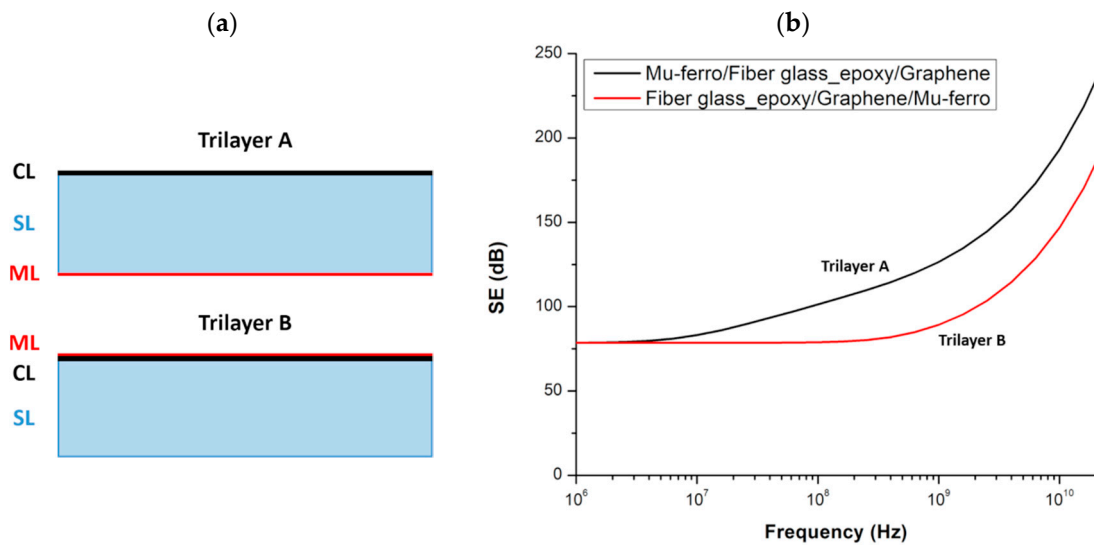 (a)
Trilayer A
CL
SL
ML
Trilayer B
ML
CL
SL
(b)
250
200
150
100
50
0
SE (dB)
Mu-ferro/Fiber glass_epoxy/Graphene
Fiber glass_epoxy/Graphene/Mu-ferro
Trilayer A
Trilayer B
10^6
10^7
10^8
10^9
10^10
Frequency (Hz)